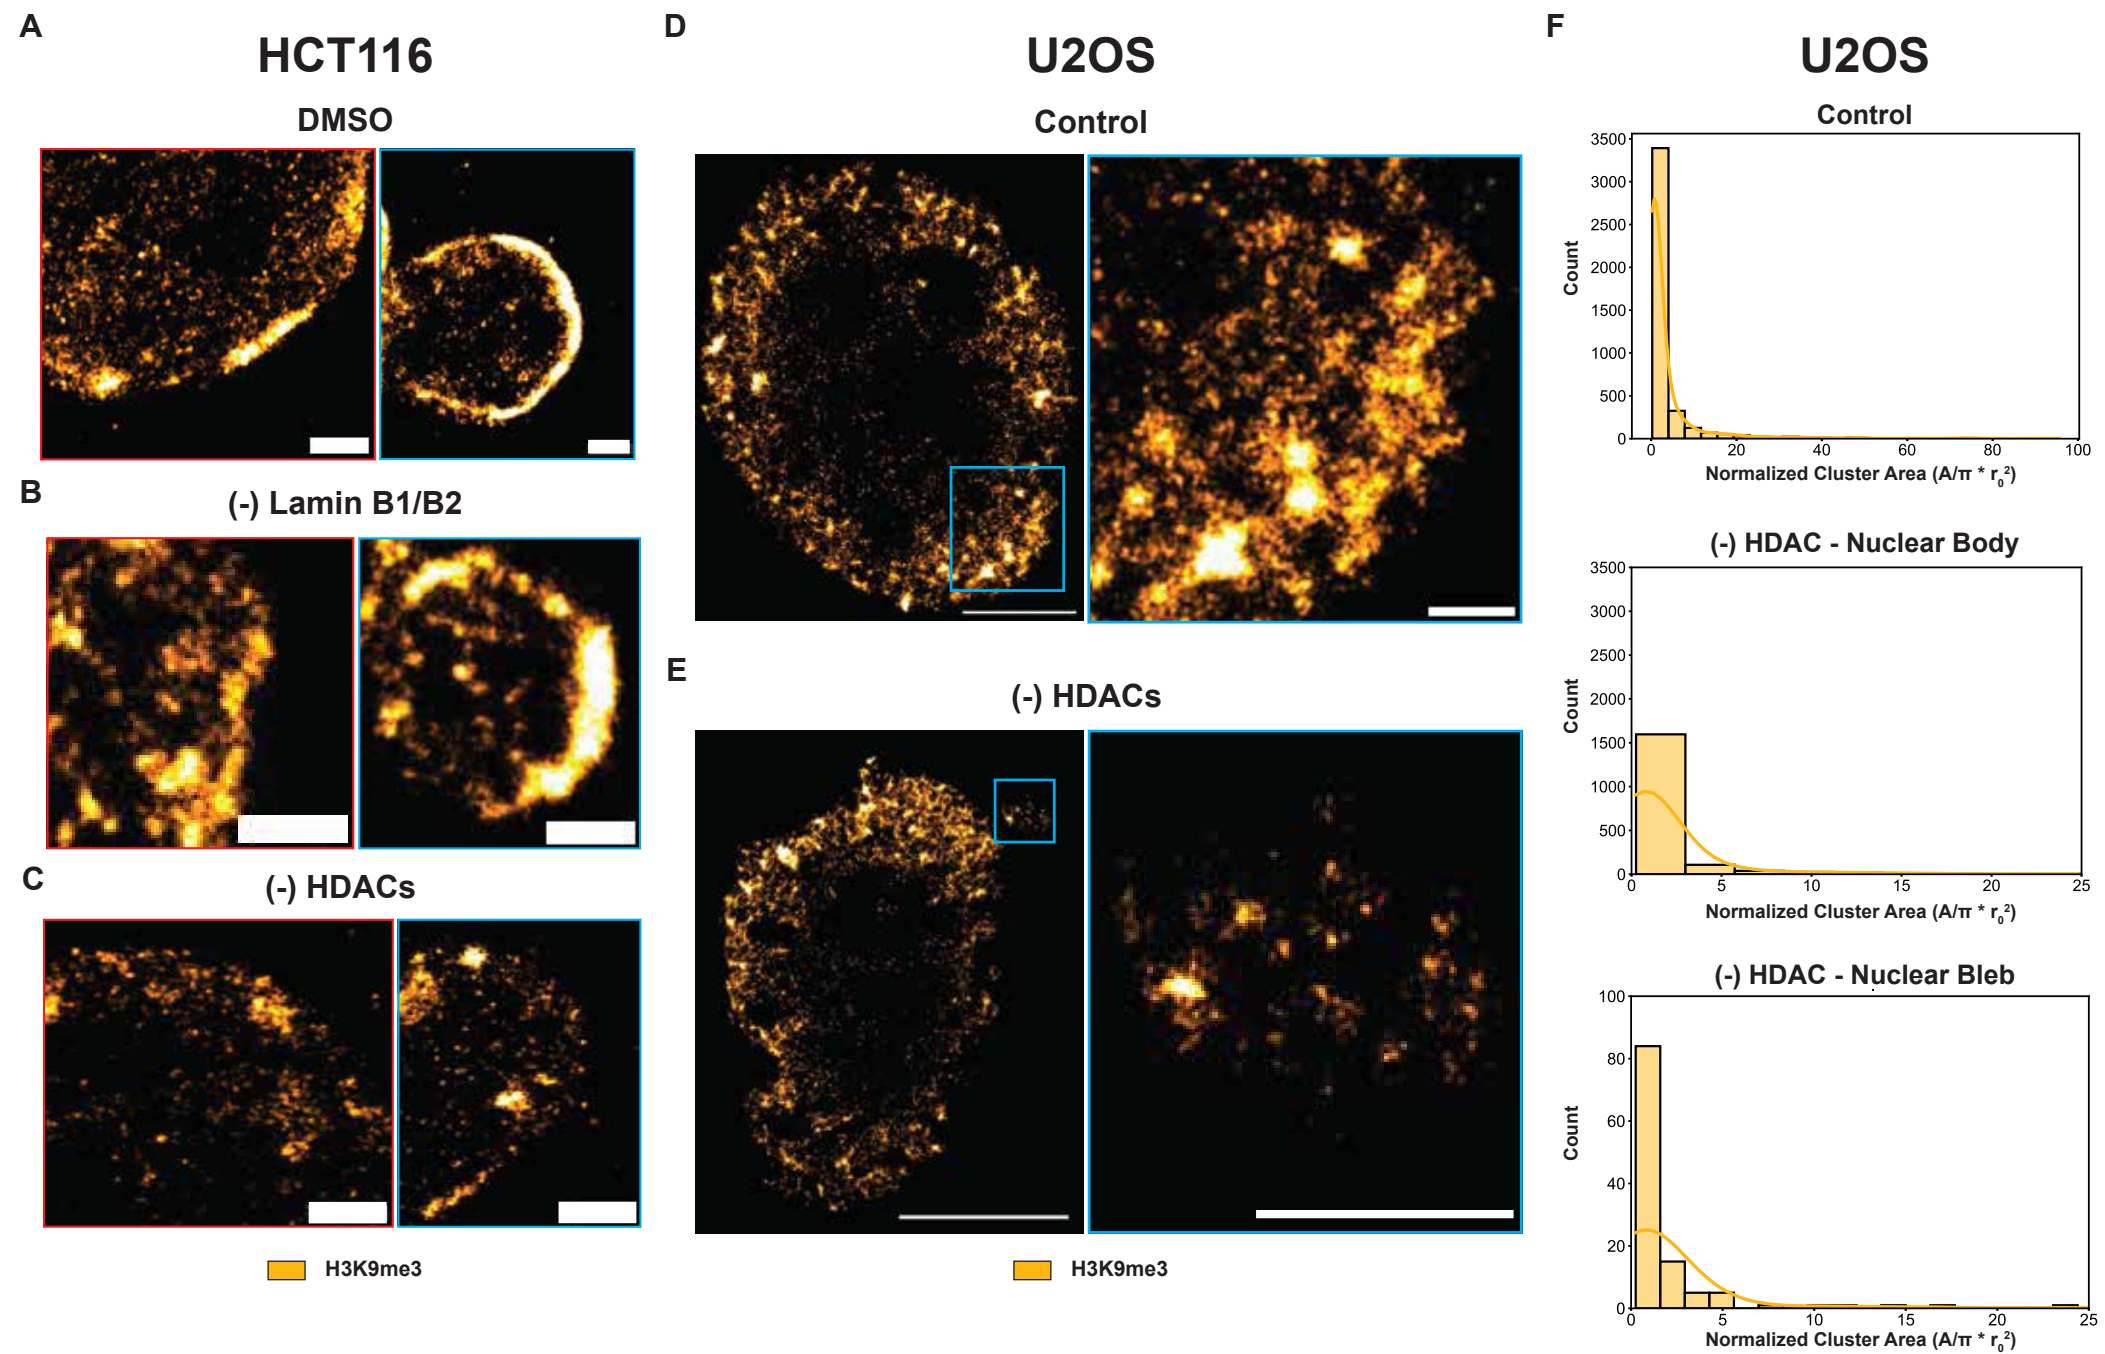 A
HCT116
DMSO
B
(-) Lamin B1/B2
C
(-) HDACs
H3K9me3
D
U2OS
Control
E
(-) HDACs
H3K9me3
F
U2OS
Control
3500
3000
2500
2000
1500
1000
500
0
Count
0 20 40 60 80 100
Normalized Cluster Area (A/π * r₀²)
(-) HDAC - Nuclear Body
3500
3000
2500
2000
1500
1000
500
0
Count
0 5 10 15 20 25
Normalized Cluster Area (A/π * r₀²)
(-) HDAC - Nuclear Bleb
100
80
60
40
20
0
Count
0 5 10 15 20 25
Normalized Cluster Area (A/π * r₀²)